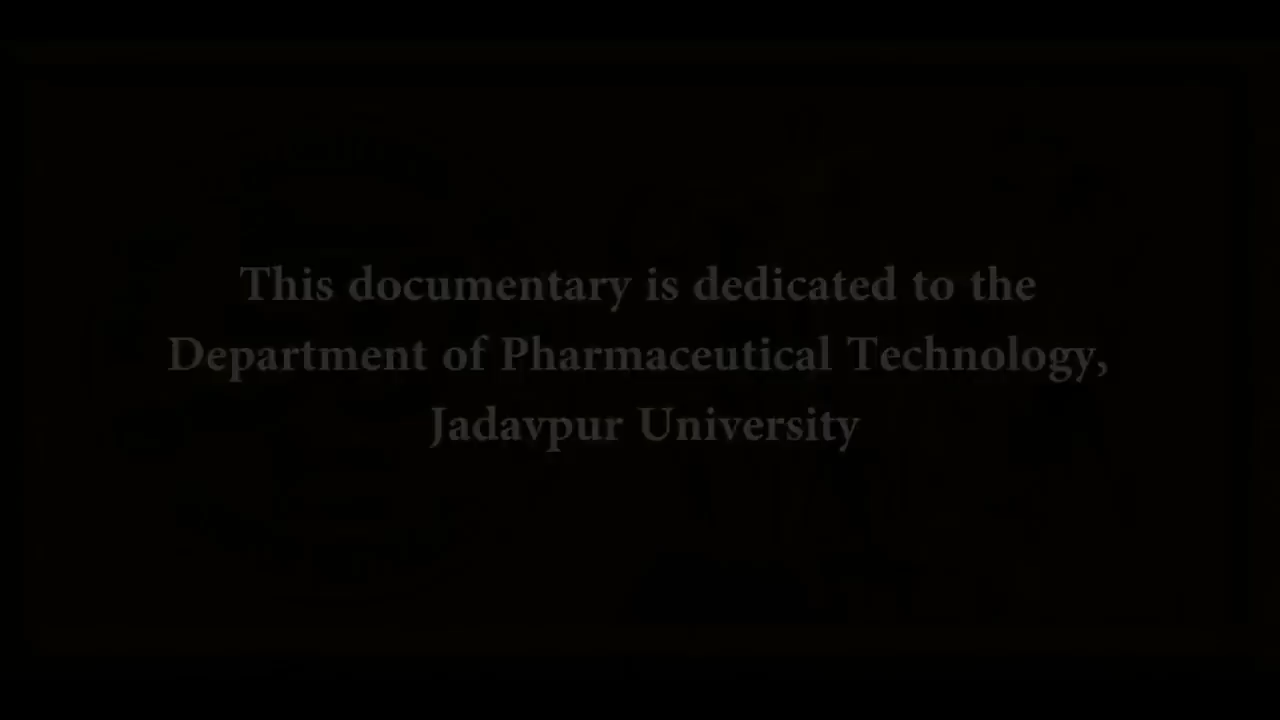 This documentary is dedicated to the
Department of Pharmaceutical Technology,
Jadavpur University